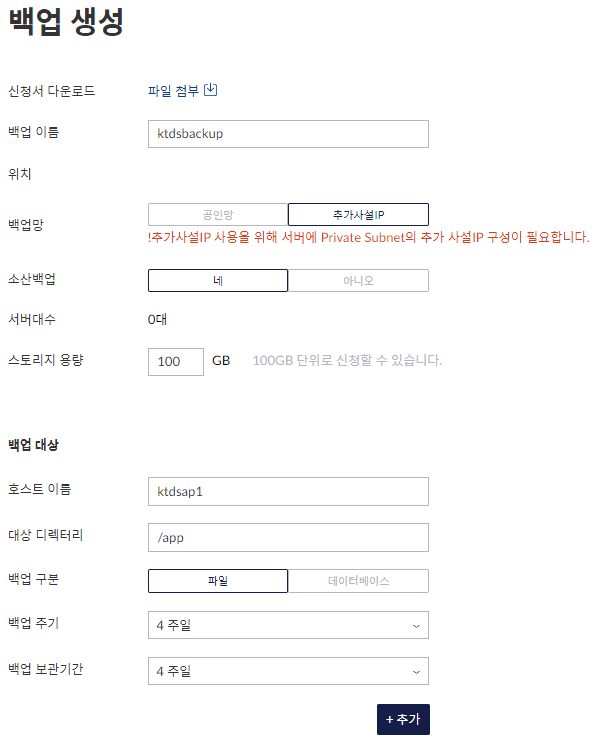 백업 생성
신청서 다운로드 파일 첨부
백업 이름 ktdsbackup
위치
백업망 공인망 추가사설IP
!추가사설IP 사용을 위해 서버에 Private Subnet의 추가 사설IP 구성이 필요합니다.
소산백업 네 아니오
서버대수 0대
스토리지 용량 100 GB 100GB 단위로 신청할 수 있습니다.
백업 대상
호스트 이름 ktdsap1
대상 디렉터리 /app
백업 구분 파일 데이터베이스
백업 주기 4 주일
백업 보관기간 4 주일
+ 추가